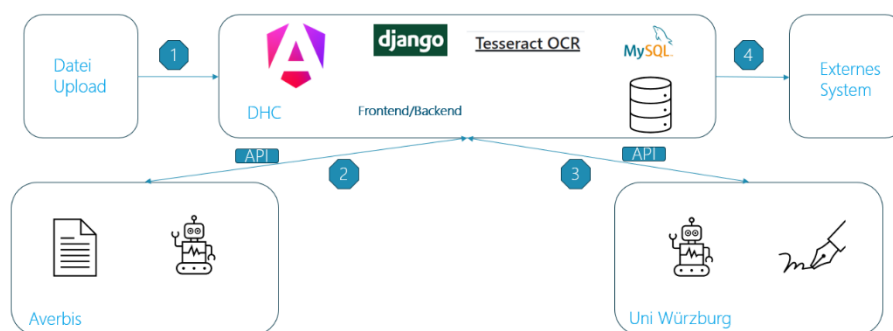 Datei
Upload
1
django
Tesseract OCR
MySQL
DHC
Frontend/Backend
4
Externes
System
API
2
3
API
Averbis
Uni Würzburg